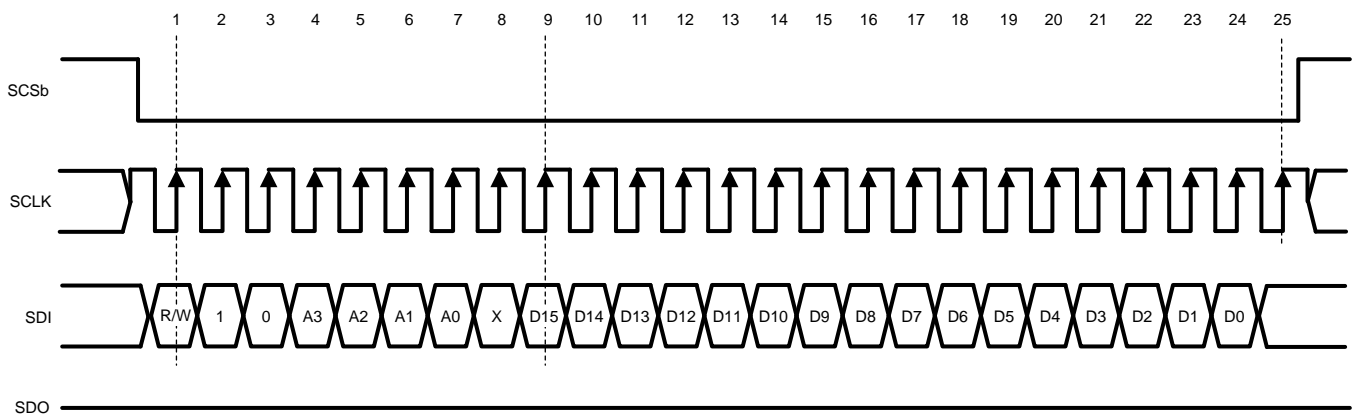 1 2 3 4 5 6 7 8 9 10 11 12 13 14 15 16 17 18 19 20 21 22 23 24 25
SCSb
SCLK
SDI R/W 1 0 A3 A2 A1 A0 X D15 D14 D13 D12 D11 D10 D9 D8 D7 D6 D5 D4 D3 D2 D1 D0
SDO